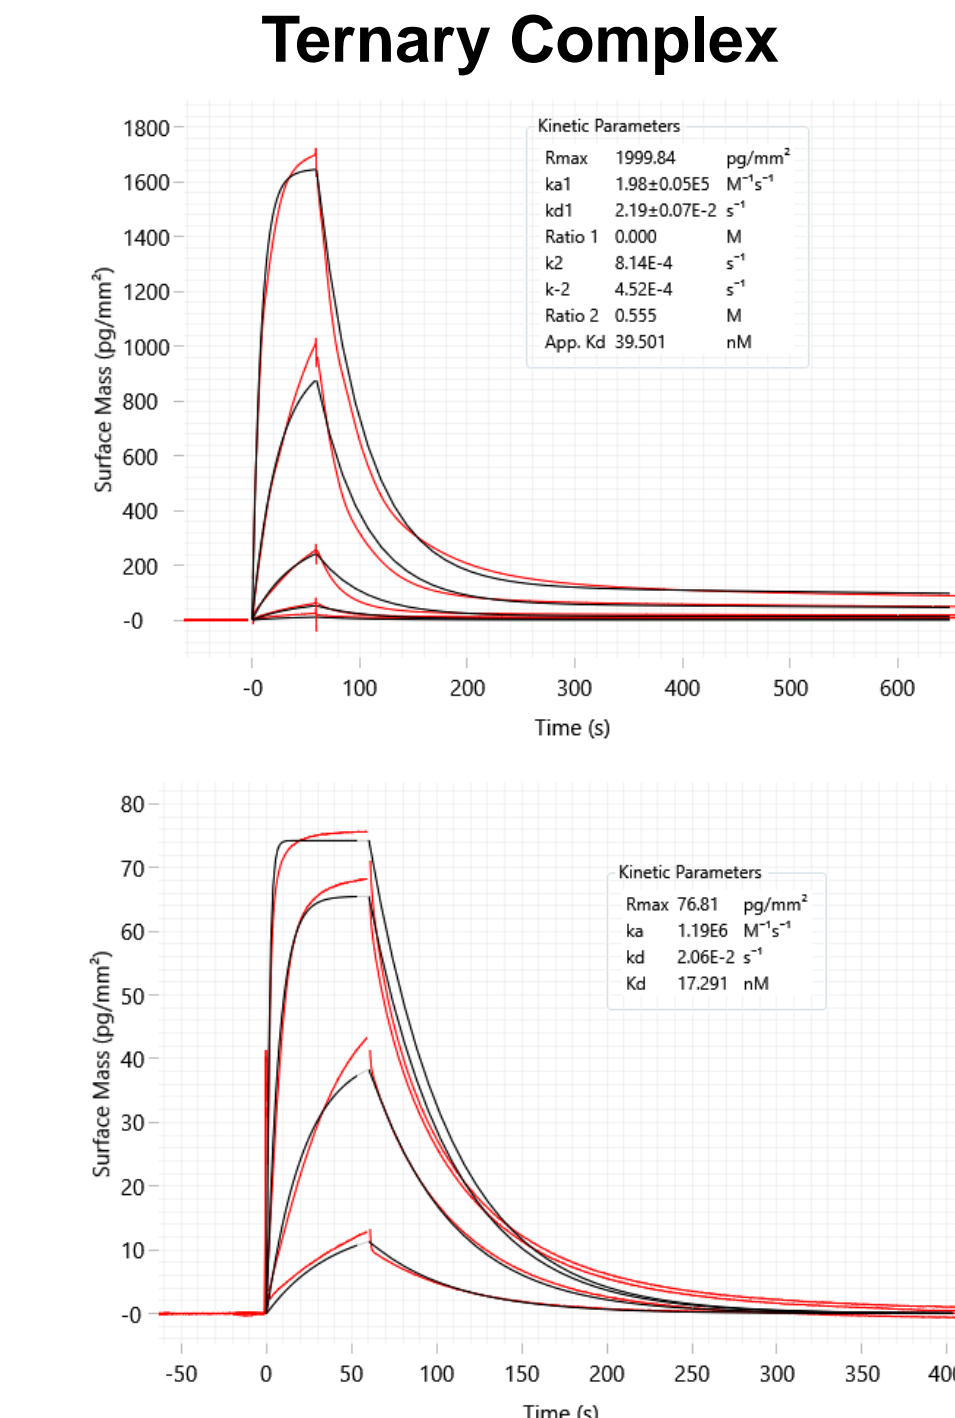 Ternary Complex
Kinetic Parameters
Rmax 1999.84 pg/mm²
ka1 1.98±0.05E5 M⁻¹s⁻¹
kd1 2.19±0.07E-2 s⁻¹
Ratio 1 0.000 M
k2 8.14E-4 s⁻¹
k-2 4.52E-4 s⁻¹
Ratio 2 0.555 M
App. Kd 39.501 nM
Surface Mass (pg/mm²)
1800
1600
1400
1200
1000
800
600
400
200
-0
-0 100 200 300 400 500 600
Time (s)
Kinetic Parameters
Rmax 76.81 pg/mm²
ka 1.19E6 M⁻¹s⁻¹
kd 2.06E-2 s⁻¹
Kd 17.291 nM
Surface Mass (pg/mm²)
80
70
60
50
40
30
20
10
-0
-50 0 50 100 150 200 250 300 350 400
Time (s)